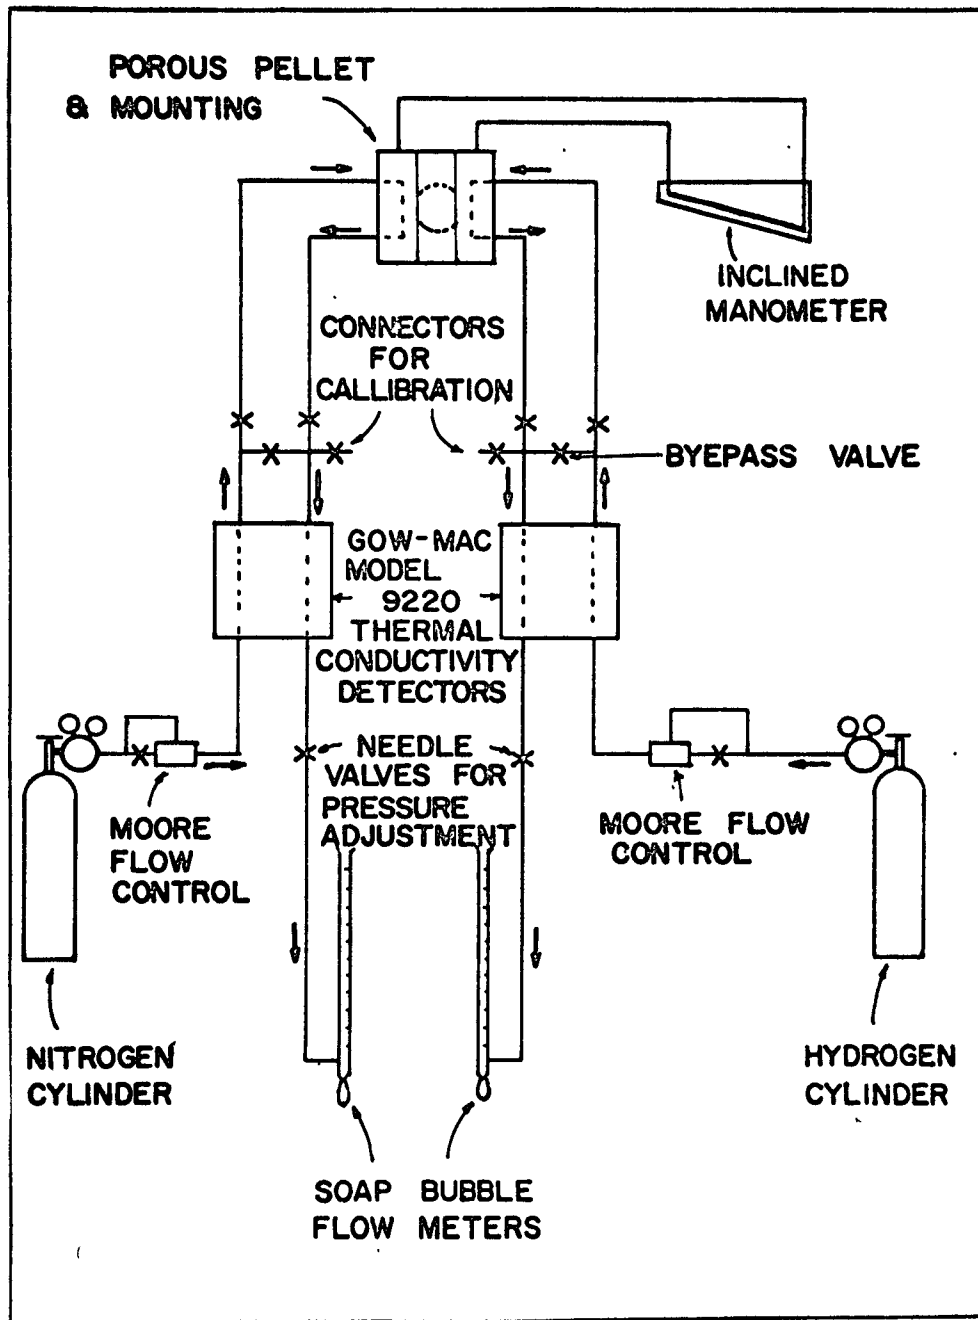 POROUS PELLET
& MOUNTING
INCLINED
MANOMETER
CONNECTORS
FOR
CALLIBRATION
BYEPASS VALVE
GOW-MAC
MODEL
9220
THERMAL
CONDUCTIVITY
DETECTORS
NEEDLE
VALVES FOR
PRESSURE
ADJUSTMENT
MOORE
FLOW
CONTROL
MOORE FLOW
CONTROL
NITROGEN
CYLINDER
HYDROGEN
CYLINDER
SOAP BUBBLE
FLOW METERS